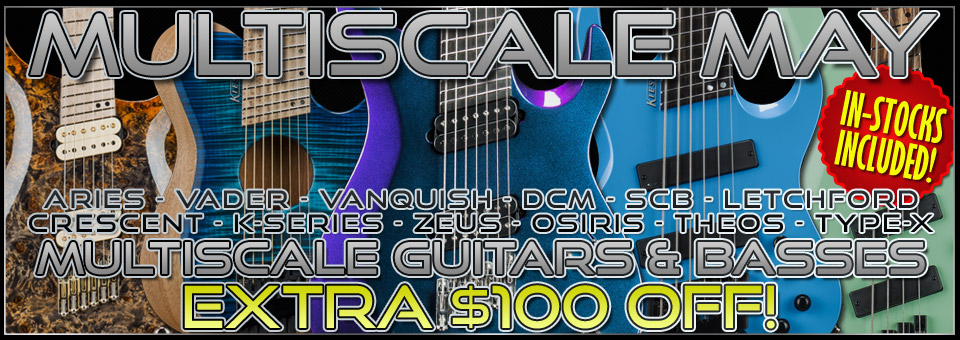 MULTISCALE MAY
IN-STOCKS
INCLUDED!
ARIES - VADER - VANQUISH - DCM - SCB - LETCHFORD
CRESCENT - K-SERIES - ZEUS - OSIRIS - THEOS - TYPE-X
MULTISCALE GUITARS & BASSES
EXTRA $100 OFF!